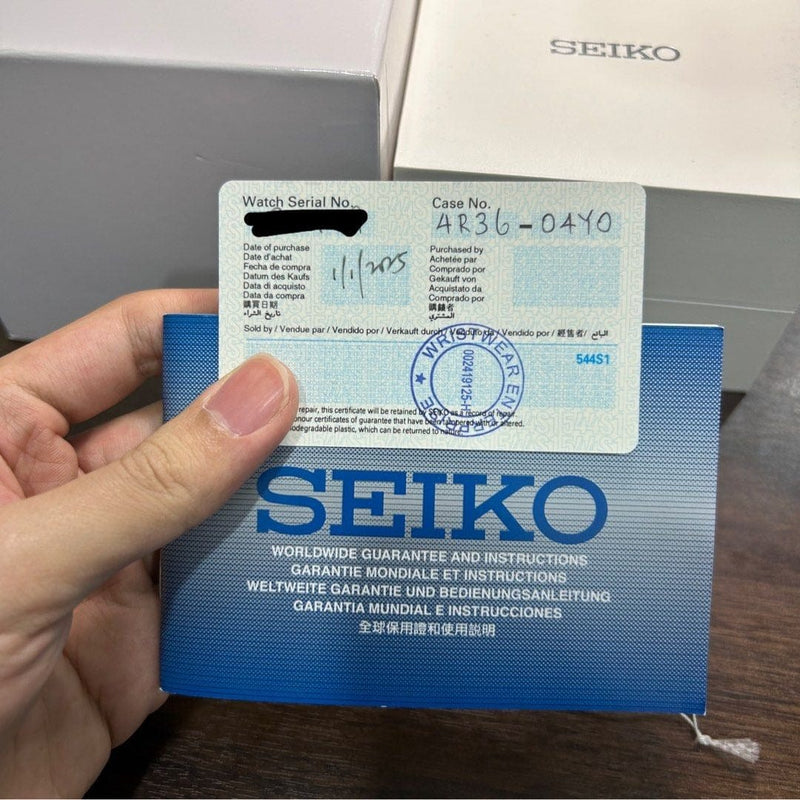 SEIKO
Watch Serial No.
Case No.
4R36-04Y0
Date of purchase
Date d'achat
Fecha de compra
Datum des Kaufs
Data di acquisto
Data da compra
購買日期
تاريخ الشراء
1/1/2025
Purchased by
Achetée par
Comprado por
Gekauft von
Acquistato da
Comprado por
購錶者
المشتري
Sold by / Vendue par / Vendido por / Verkauft durch / Venduto da / Vendido por / 經售者 / البائع
544S1
WRISTWEAR EN
002419125-
repair, this certificate will be retained by SEIKO as a record of repair.
onour certificates of guarantee that have been tampered with or altered.
odegradable plastic, which can be returned to nature.
SEIKO
WORLDWIDE GUARANTEE AND INSTRUCTIONS
GARANTIE MONDIALE ET INSTRUCTIONS
WELTWEITE GARANTIE UND BEDIENUNGSANLEITUNG
GARANTIA MUNDIAL E INSTRUCCIONES
全球保用證和使用説明